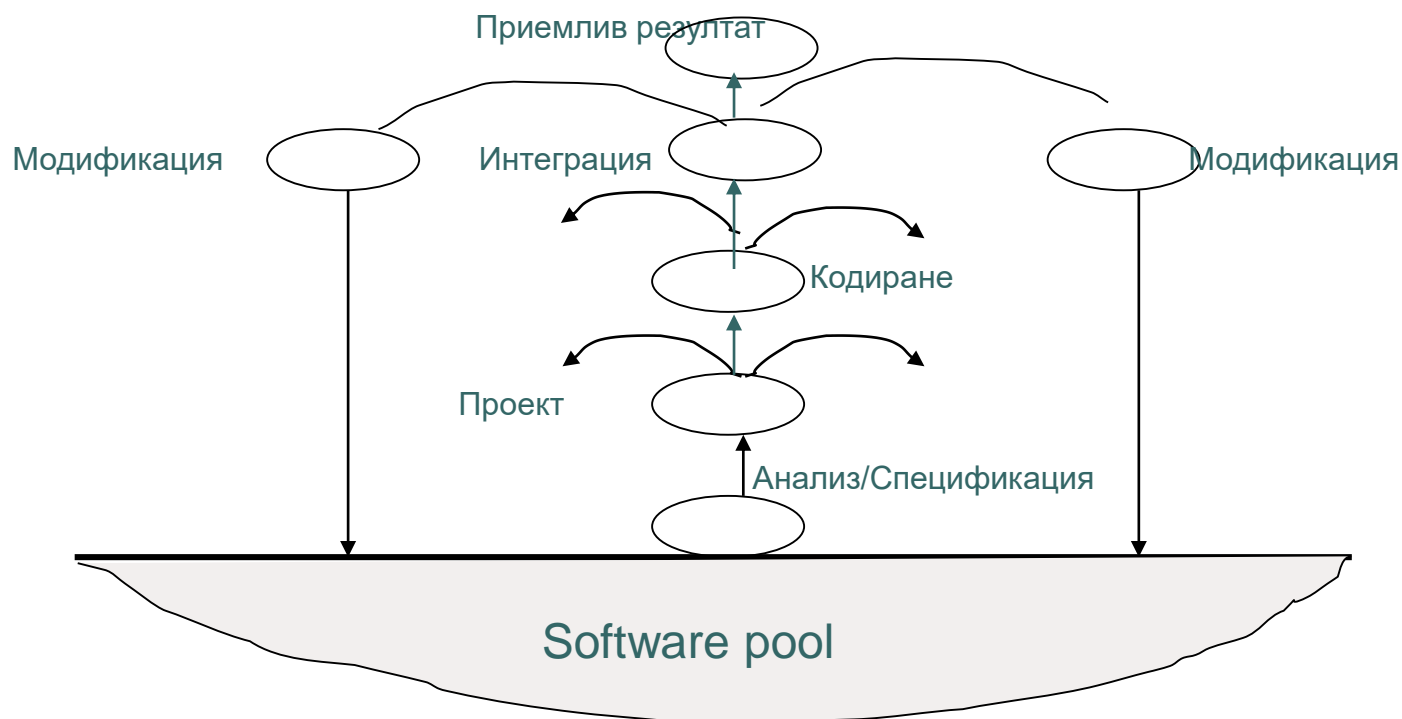 Приемлив резултат
Модификация
Интеграция
Модификация
Кодиране
Проект
Анализ/Спецификация
Software pool